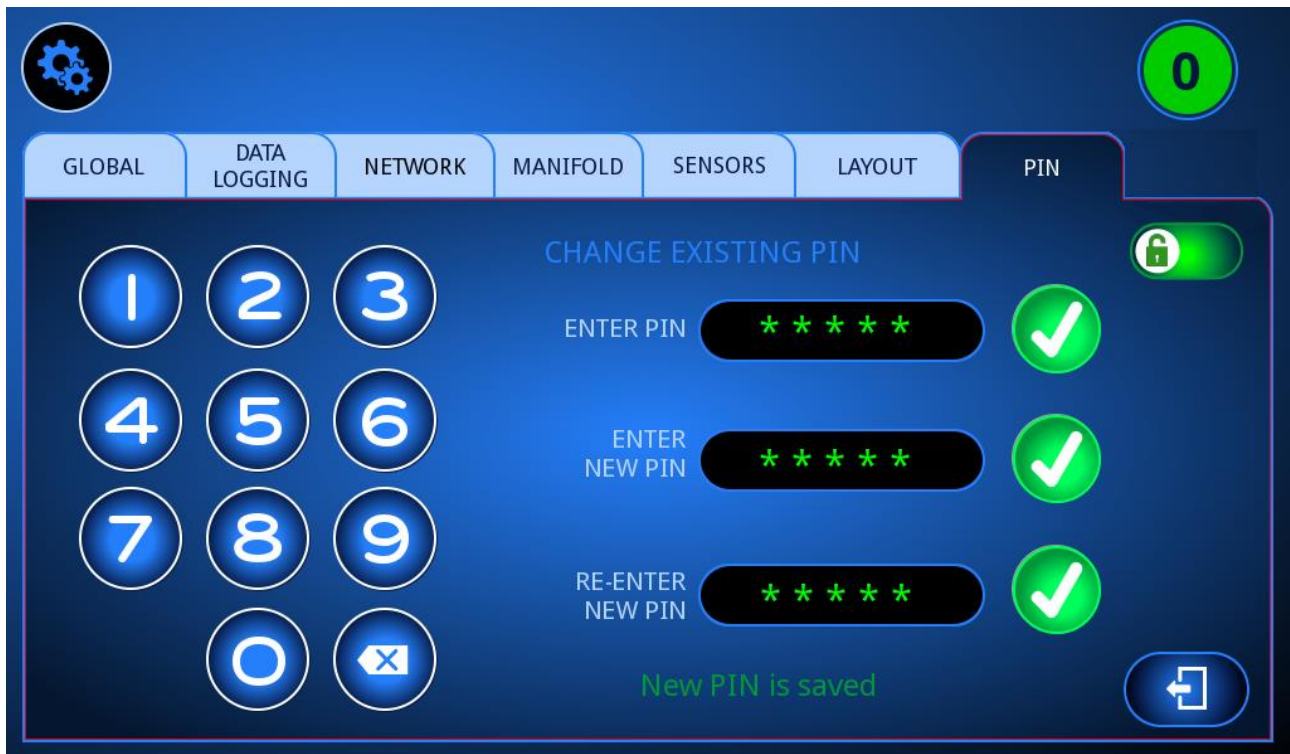 0
GLOBAL
DATA
LOGGING
NETWORK
MANIFOLD
SENSORS
LAYOUT
PIN
1 2 3
4 5 6
7 8 9
0
CHANGE EXISTING PIN
ENTER PIN * * * * *
ENTER
NEW PIN * * * * *
RE-ENTER
NEW PIN * * * * *
New PIN is saved